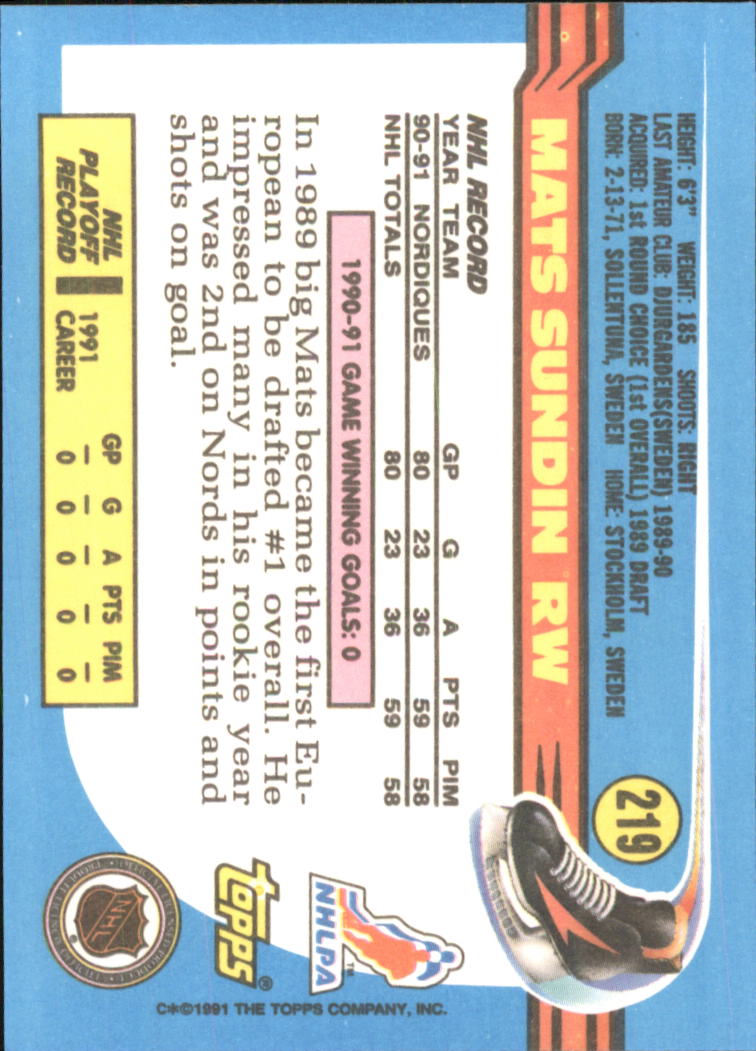 HEIGHT: 6'3" WEIGHT: 185 SHOOTS: RIGHT
LAST AMATEUR CLUB: DJURGARDENS(SWEDEN) 1989-90
ACQUIRED: 1st ROUND CHOICE (1st OVERALL) 1989 DRAFT
BORN: 2-13-71, SOLLENTUNA, SWEDEN HOME: STOCKHOLM, SWEDEN
219
MATS SUNDIN RW
NHL RECORD
YEAR TEAM GP G A PTS PIM
90-91 NORDIQUES 80 23 36 59 58
NHL TOTALS 80 23 36 59 58
1990-91 GAME WINNING GOALS: 0
In 1989 big Mats became the first Eu-
ropean to be drafted #1 overall. He
impressed many in his rookie year
and was 2nd on Nords in points and
shots on goal.
NHL
PLAYOFF
RECORD
GP G A PTS PIM
1991 — — — — —
CAREER 0 0 0 0 0
NHLPA™
Topps®
NHL
®
C*©1991 THE TOPPS COMPANY, INC.